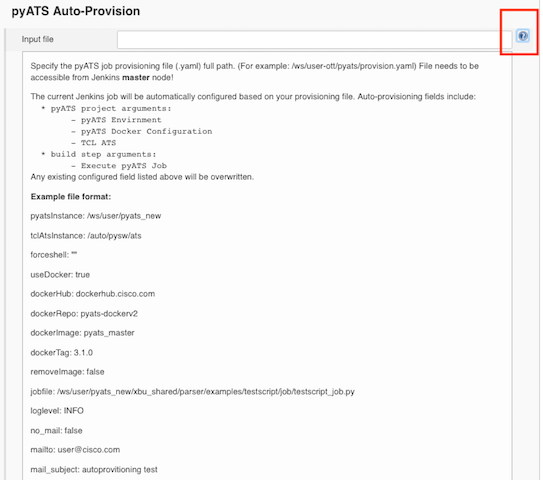 pyATS Auto-Provision
Input file
Specify the pyATS job provisioning file (.yaml) full path. (For example: /ws/user-ott/pyats/provision.yaml) File needs to be
accessible from Jenkins master node!
The current Jenkins job will be automatically configured based on your provisioning file. Auto-provisioning fields include:
* pyATS project arguments:
- pyATS Envirnment
- pyATS Docker Configuration
- TCL ATS
* build step arguments:
- Execute pyATS Job
Any existing configured field listed above will be overwritten.
Example file format:
pyatsInstance: /ws/user/pyats_new
tclAtsInstance: /auto/pysw/ats
forceshell: ""
useDocker: true
dockerHub: dockerhub.cisco.com
dockerRepo: pyats-dockerv2
dockerImage: pyats_master
dockerTag: 3.1.0
removeImage: false
jobfile: /ws/user/pyats_new/xbu_shared/parser/examples/testscript/job/testscript_job.py
loglevel: INFO
no_mail: false
mailto: user@cisco.com
mail_subject: autoprovitioning test